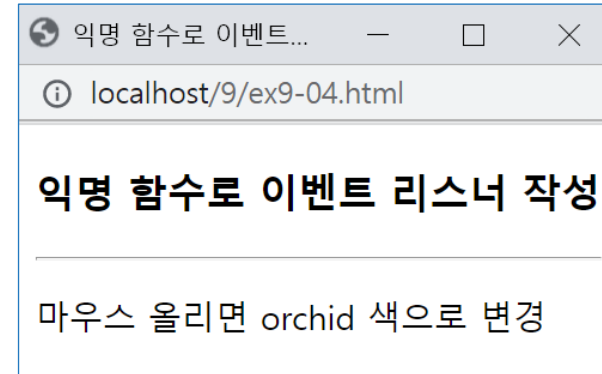 익명 함수로 이벤트...
localhost/9/ex9-04.html
익명 함수로 이벤트 리스너 작성
마우스 올리면 orchid 색으로 변경